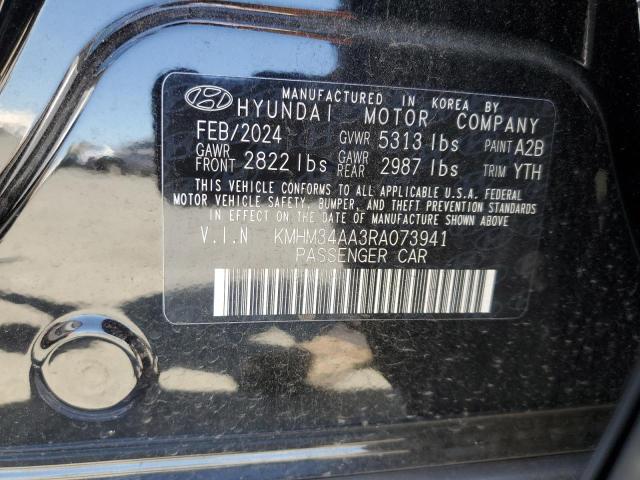 MANUFACTURED IN KOREA BY
HYUNDAI MOTOR COMPANY
FEB/2024 GVWR 5313 lbs PAINT A2B
GAWR FRONT 2822 lbs GAWR REAR 2987 lbs TRIM YTH
THIS VEHICLE CONFORMS TO ALL APPLICABLE U.S.A. FEDERAL
MOTOR VEHICLE SAFETY, BUMPER, AND THEFT PREVENTION STANDARDS
IN EFFECT ON THE DATE OF MANUFACTURE SHOWN ABOVE
V.I.N KMHM34AA3RA073941
PASSENGER CAR